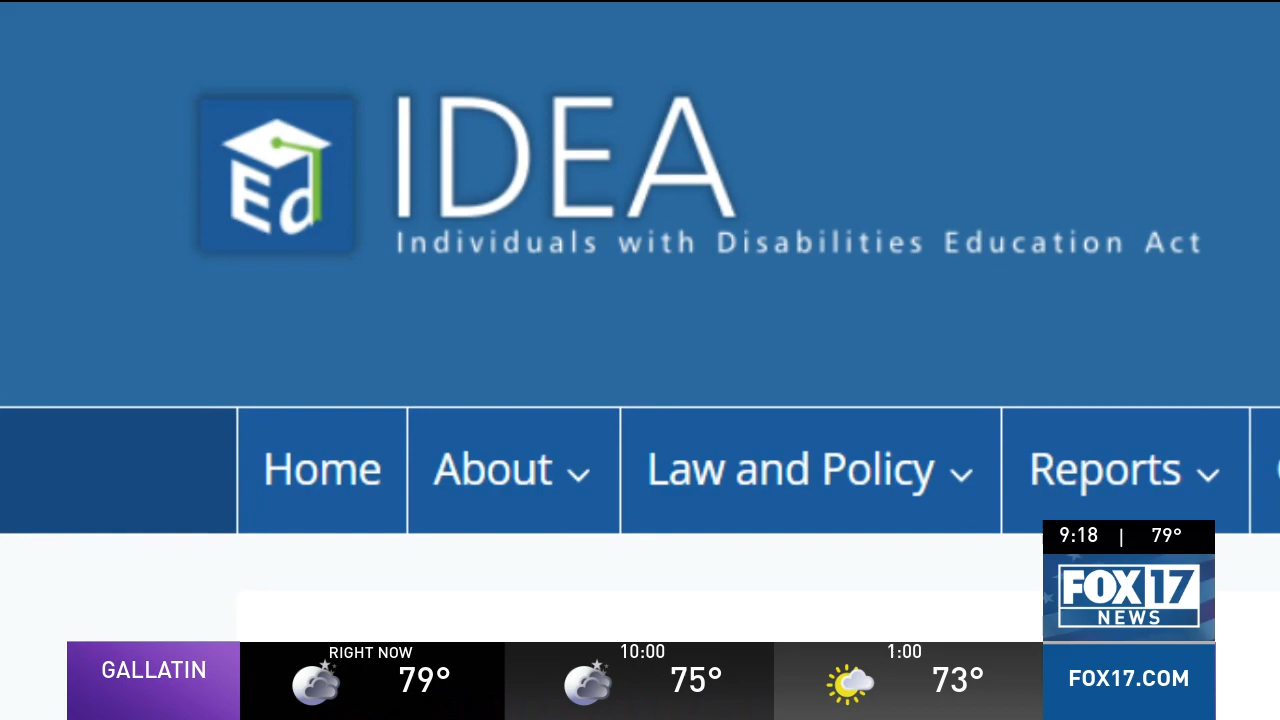 Ed
IDEA
Individuals with Disabilities Education Act
Home
About
Law and Policy
Reports
9:18 | 79°
FOX 17
NEWS
GALLATIN
RIGHT NOW
79°
10:00
75°
1:00
73°
FOX17.COM